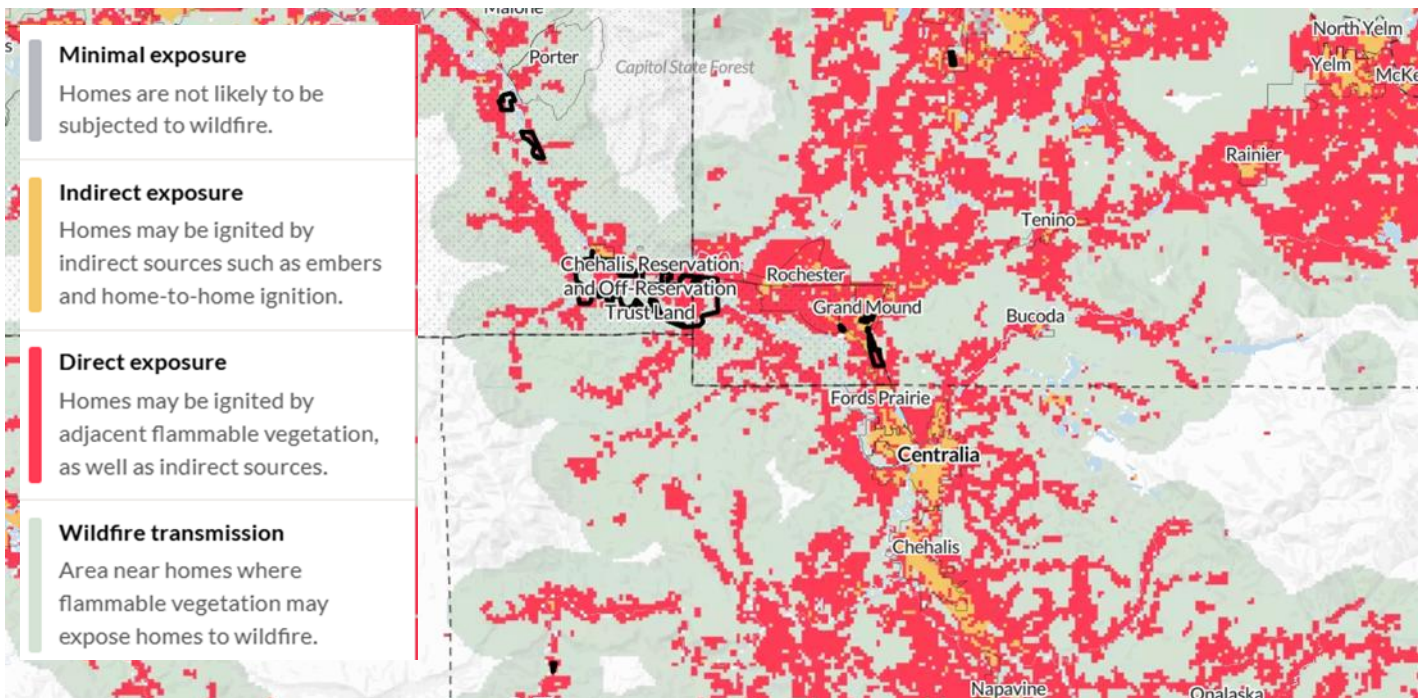 Minimal exposure
Homes are not likely to be
subjected to wildfire.
Indirect exposure
Homes may be ignited by
indirect sources such as embers
and home-to-home ignition.
Direct exposure
Homes may be ignited by
adjacent flammable vegetation,
as well as indirect sources.
Wildfire transmission
Area near homes where
flammable vegetation may
expose homes to wildfire.
Malone
Porter
Capitol State Forest
North Yelm
Yelm
McKe
Rainier
Tenino
Chehalis Reservation
and Off-Reservation
Trust Land
Rochester
Grand Mound
Bucoda
Fords Prairie
Centralia
Chehalis
Napavine
Onalaska